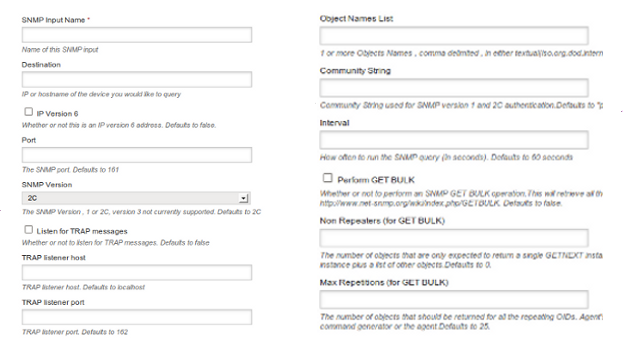 SNMP Input Name *
Name of this SNMP input
Destination
IP or hostname of the device you would like to query
IP Version 6
Whether or not this is an IP version 6 address. Defaults to false.
Port
The SNMP port. Defaults to 161
SNMP Version
2C
The SNMP Version , 1 or 2C, version 3 not currently supported. Defaults to 2C
Listen for TRAP messages
Whether or not to listen for TRAP messages. Defaults to false
TRAP listener host
TRAP listener host. Defaults to localhost
TRAP listener port
TRAP listener port. Defaults to 162
Object Names List
1 or more Objects Names , comma delimited , in either textual(iso.org.dod.intern
Community String
Community String used for SNMP version 1 and 2C authentication.Defaults to "p
Interval
How often to run the SNMP query (in seconds). Defaults to 60 seconds
Perform GET BULK
Whether or not to perform an SNMP GET BULK operation.This will retrieve all th
http://www.net-snmp.org/wiki/index.php/GETBULK. Defaults to false.
Non Repeaters (for GET BULK)
The number of objects that are only expected to return a single GETNEXT insta
instance plus a list of other objects.Defaults to 0.
Max Repetitions (for GET BULK)
The number of objects that should be returned for all the repeating OIDs. Agent'
command generator or the agent.Defaults to 25.